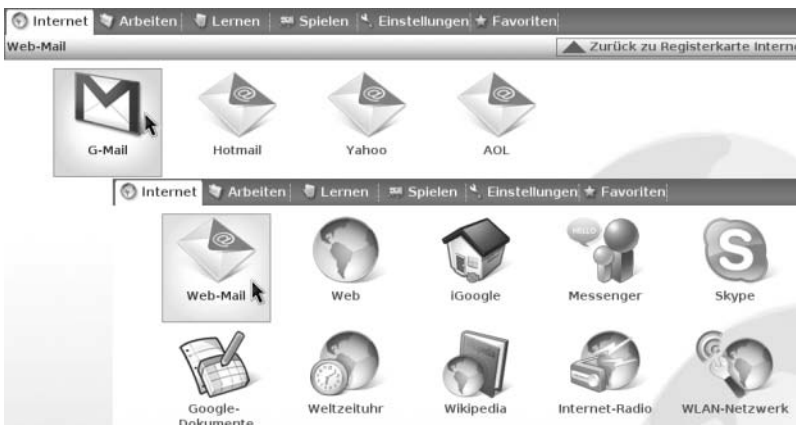 Internet Arbeiten Lernen Spielen Einstellungen Favoriten
Web-Mail Zurück zu Registerkarte Interne
G-Mail Hotmail Yahoo AOL
Internet Arbeiten Lernen Spielen Einstellungen Favoriten
HELLO
Web-Mail Web iGoogle Messenger Skype
Google- Weltzeituhr Wikipedia Internet-Radio WLAN-Netzwerk
Dokumente